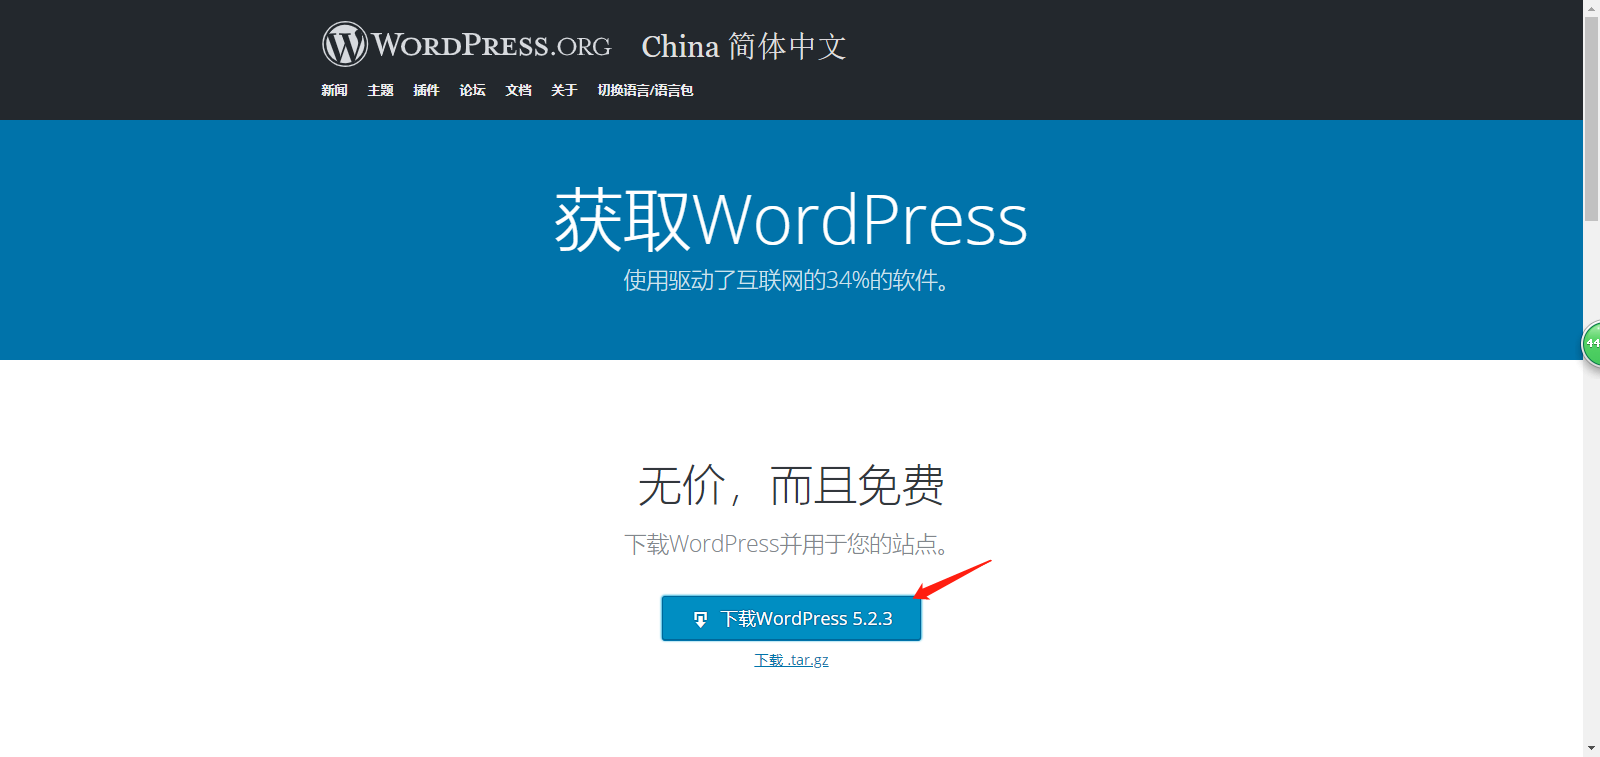 WORDPRESS.ORG China 简体中文
新闻 主题 插件 论坛 文档 关于 切换语言/语言包
获取WordPress
使用驱动了互联网的34%的软件。
44
无价，而且免费
下载WordPress并用于您的站点。
下载WordPress 5.2.3
下载 .tar.gz